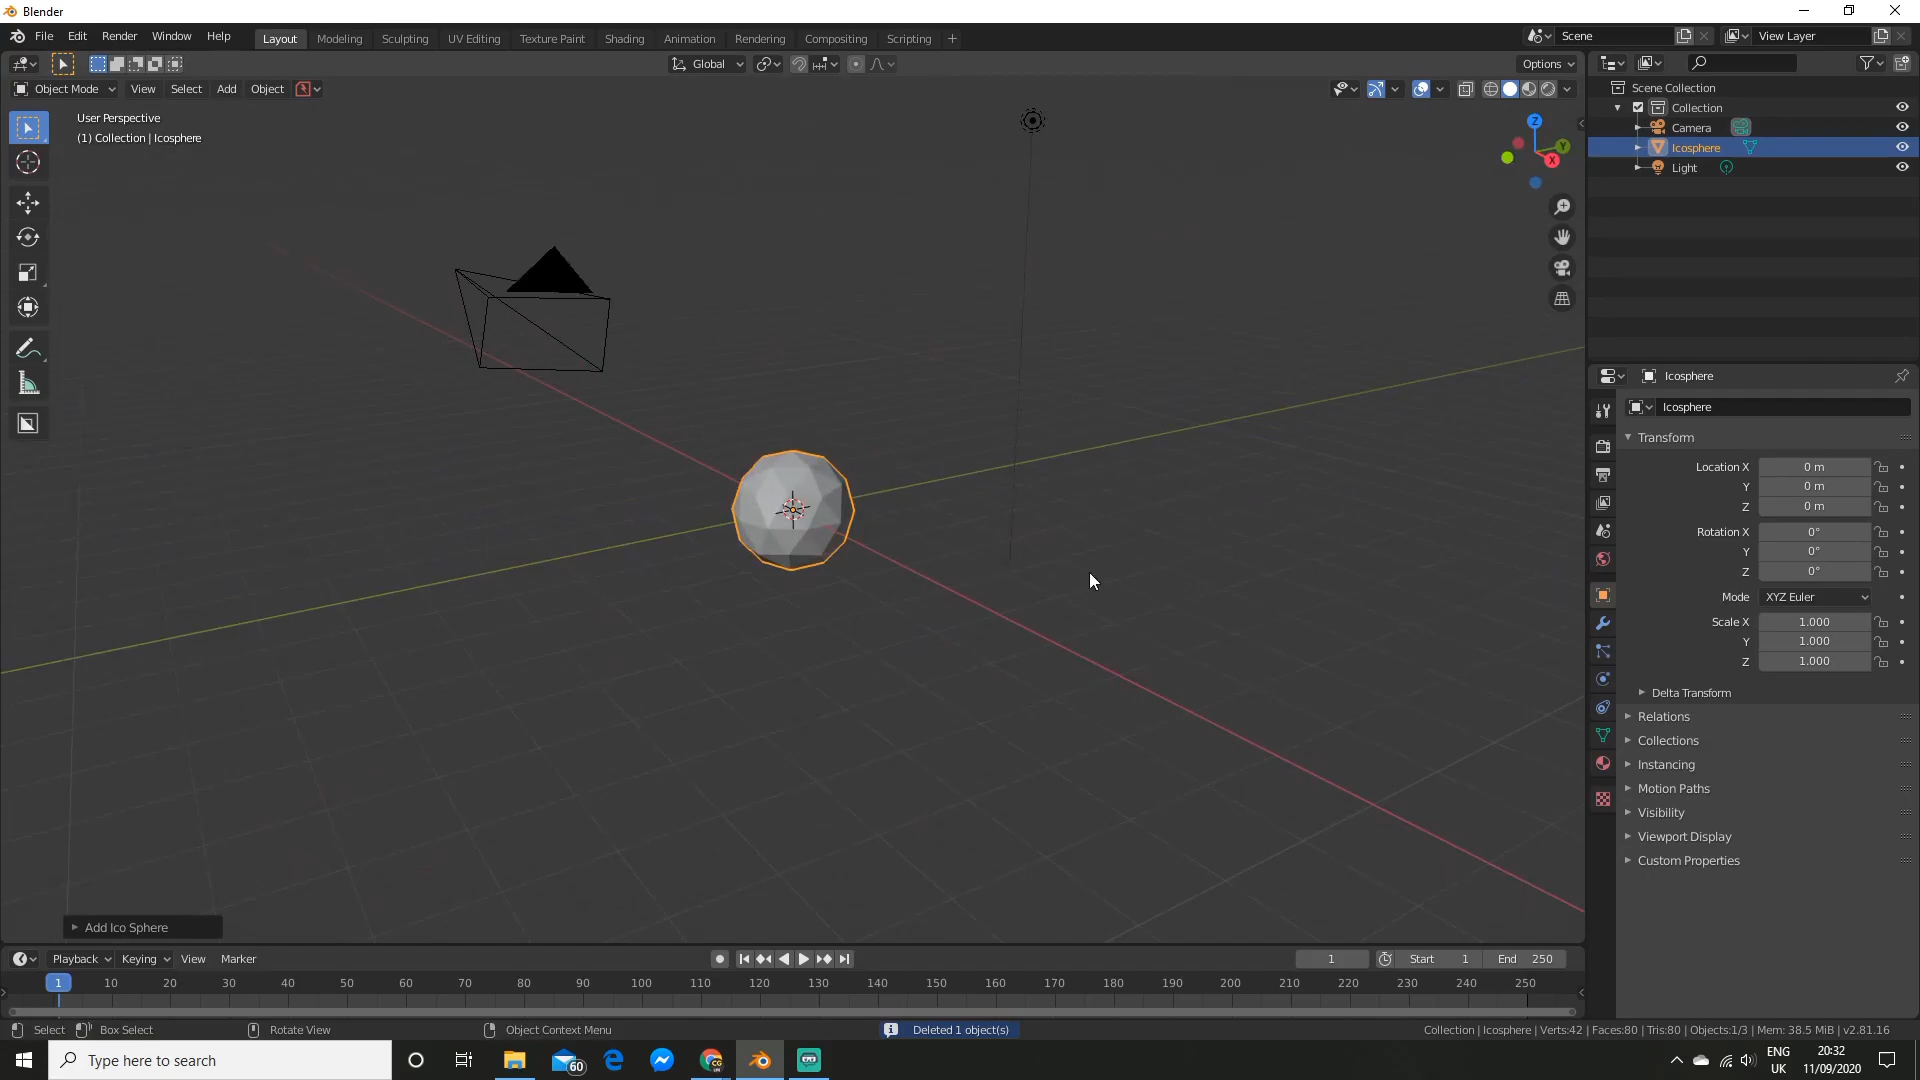 Blender
File Edit Render Window Help Layout Modeling Sculpting UV Editing Texture Paint Shading Animation Rendering Compositing Scripting + Scene View Layer
Global Options
Object Mode View Select Add Object
User Perspective
(1) Collection | Icosphere
Z
Y
X
Scene Collection
Collection
Camera
Icosphere
Light
Icosphere
Icosphere
Transform
Location X 0 m
Y 0 m
Z 0 m
Rotation X 0°
Y 0°
Z 0°
Mode XYZ Euler
Scale X 1.000
Y 1.000
Z 1.000
Delta Transform
Relations
Collections
Instancing
Motion Paths
Visibility
Viewport Display
Custom Properties
Add Ico Sphere
Playback Keying View Marker 1 Start 1 End 250
1 10 20 30 40 50 60 70 80 90 100 110 120 130 140 150 160 170 180 190 200 210 220 230 240 250
Select Box Select Rotate View Object Context Menu Deleted 1 object(s) Collection | Icosphere | Verts:42 | Faces:80 | Tris:80 | Objects:1/3 | Mem: 38.5 MiB | v2.81.16
Type here to search 60 ENG UK 20:32 11/09/2020